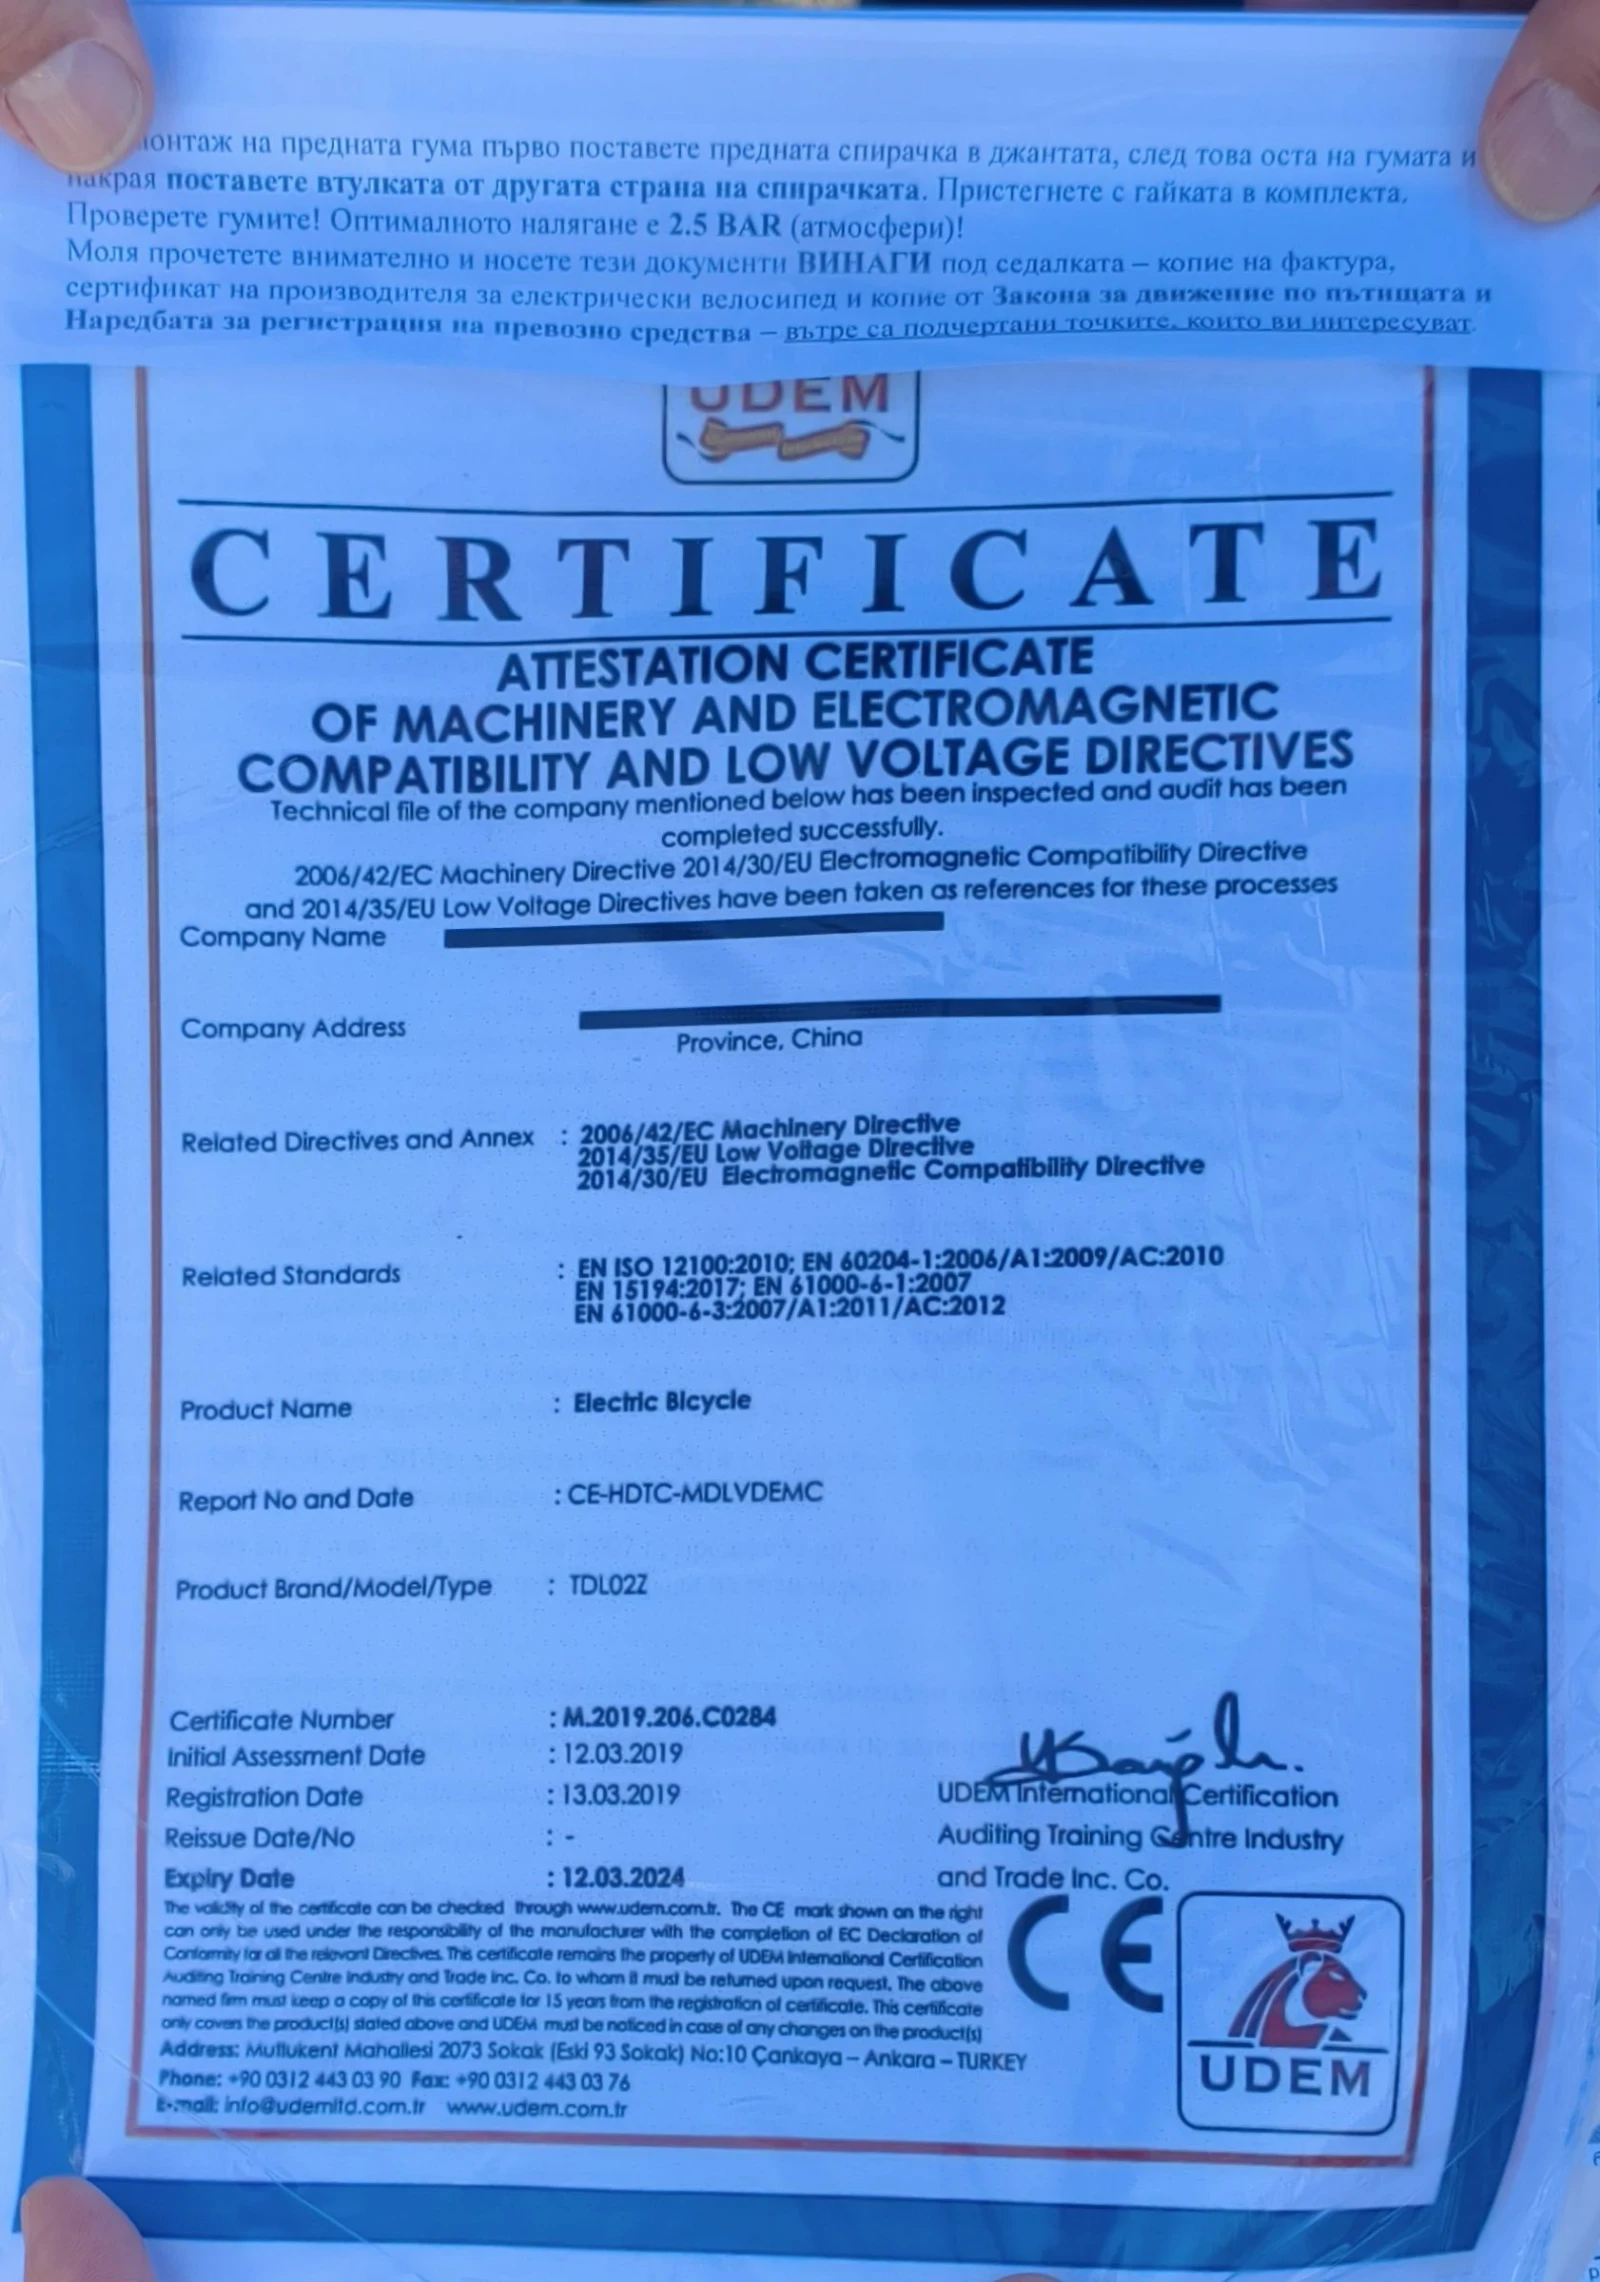 на предната гума първо поставете предната спирачка в джантата, след това оста на гумата и
накрая поставете втулката от другата страна на спирачката. Пристегнете с гайката в комплекта.
Проверете гумите! Оптималното налягане е 2.5 BAR (атмосфери)!
Моля прочетете внимателно и носете тези документи ВИНАГИ под седалката – копие на фактура,
сертификат на производителя за електрически велосипед и копие от Закона за движение по пътищата и
Наредбата за регистрация на превозно средства – вътре са подчертани точките, които ви интересуват.
UDEM
CERTIFICATE
ATTESTATION CERTIFICATE
OF MACHINERY AND ELECTROMAGNETIC
COMPATIBILITY AND LOW VOLTAGE DIRECTIVES
Technical file of the company mentioned below has been inspected and audit has been
completed successfully.
2006/42/EC Machinery Directive 2014/30/EU Electromagnetic Compatibility Directive
and 2014/35/EU Low Voltage Directives have been taken as references for these processes
Company Name
Company Address
Province, China
Related Directives and Annex : 2006/42/EC Machinery Directive
2014/35/EU Low Voltage Directive
2014/30/EU Electromagnetic Compatibility Directive
Related Standards : EN ISO 12100:2010; EN 60204-1:2006/A1:2009/AC:2010
EN 15194:2017; EN 61000-6-1:2007
EN 61000-6-3:2007/A1:2011/AC:2012
Product Name : Electric Bicycle
Report No and Date : CE-HDTC-MDLVDEMC
Product Brand/Model/Type : TDL02Z
Certificate Number : M.2019.206.C0284
Initial Assessment Date : 12.03.2019
Registration Date : 13.03.2019
Reissue Date/No : -
Expiry Date : 12.03.2024
UDEM International Certification
Auditing Training Centre Industry
and Trade Inc. Co.
The validity of the certificate can be checked through www.udem.com.tr. The CE mark shown on the right
can only be used under the responsibility of the manufacturer with the completion of EC Declaration of
Conformity for all the relevant Directives. This certificate remains the property of UDEM International Certification
Auditing Training Centre Industry and Trade Inc. Co. to whom it must be returned upon request. The above
named firm must keep a copy of this certificate for 15 years from the registration of certificate. This certificate
only covers the product(s) stated above and UDEM must be noticed in case of any changes on the product(s)
Address: Mutlukent Mahallesi 2073 Sokak (Eski 93 Sokak) No:10 Çankaya – Ankara – TURKEY
Phone: +90 0312 443 03 90 Fax: +90 0312 443 03 76
E-mail: info@udemltd.com.tr www.udem.com.tr
CE
UDEM